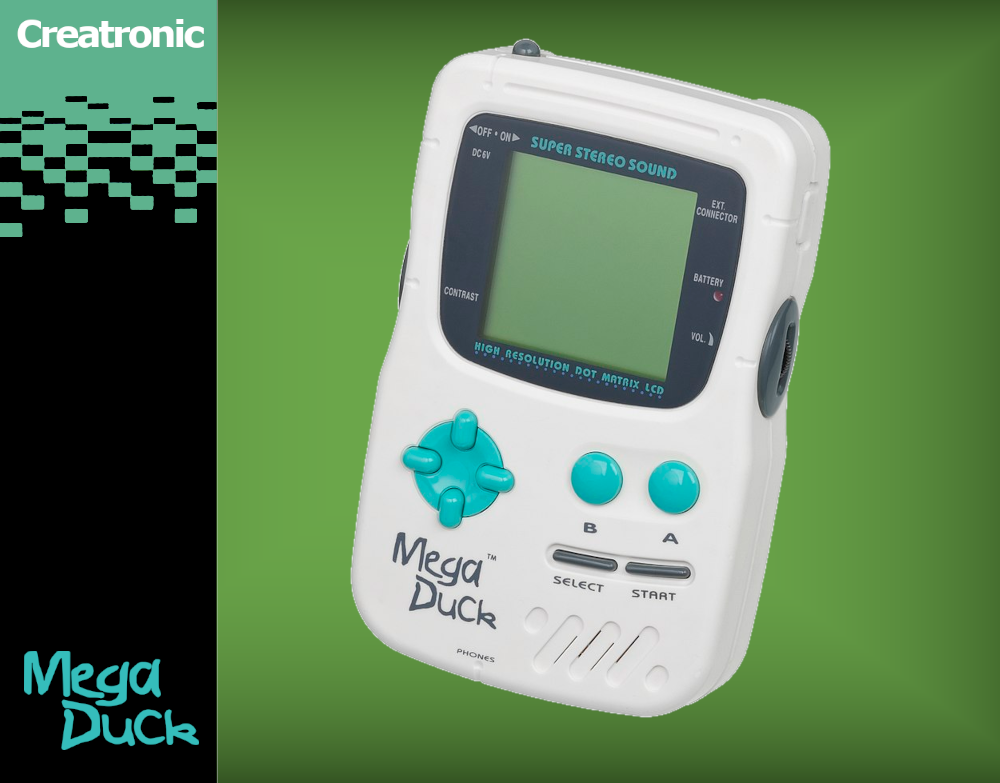 Creatronic
◀OFF • ON▶
SUPER STEREO SOUND
DC 6V
EXT.
CONNECTOR
BATTERY
CONTRAST
VOL.
HIGH RESOLUTION DOT MATRIX LCD
B
A
Mega™
Duck
SELECT
START
PHONES
Mega
Duck